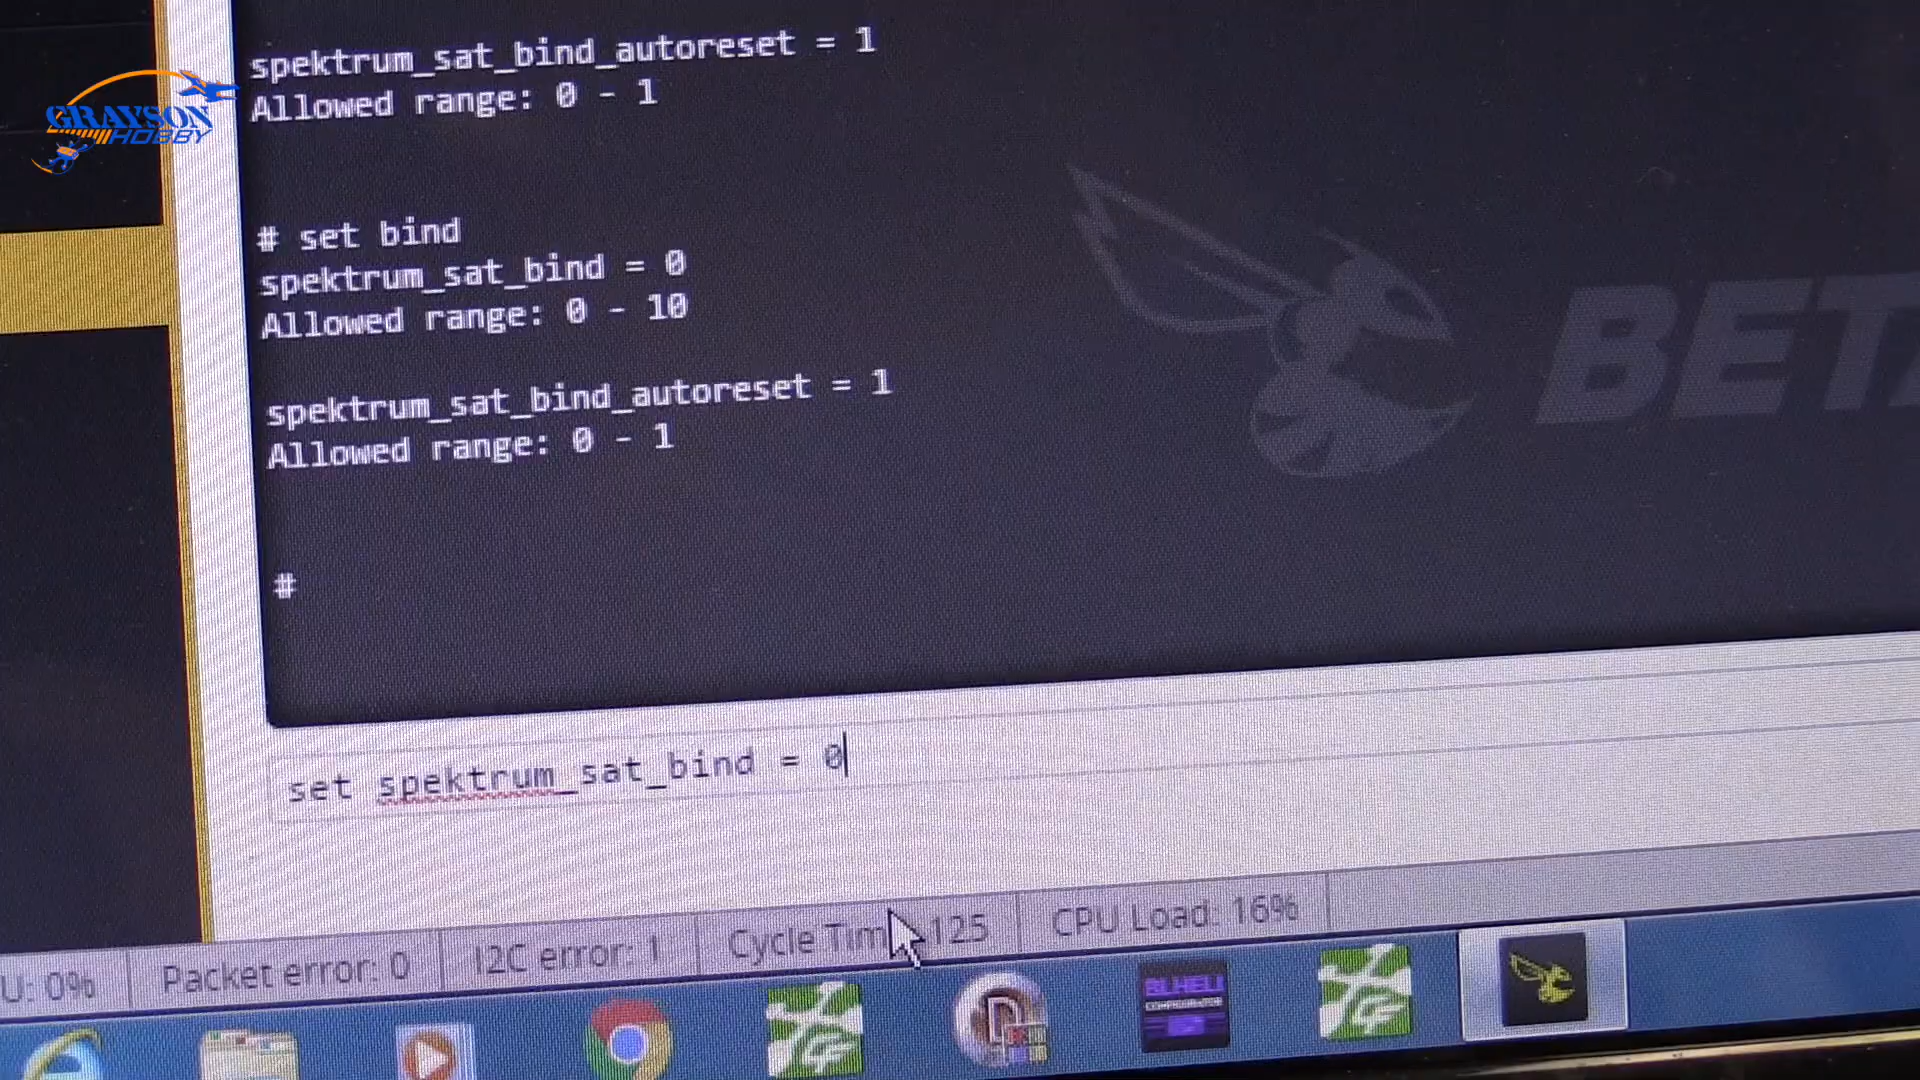 spektrum_sat_bind_autoreset = 1
Allowed range: 0 - 1
GRAYSON
HOBBY
# set bind
spektrum_sat_bind = 0
Allowed range: 0 - 10
spektrum_sat_bind_autoreset = 1
Allowed range: 0 - 1
#
BETA
set spektrum_sat_bind = 0
U: 0% Packet error: 0 I2C error: 1 Cycle Tim 125 CPU Load: 16%
BLHELI